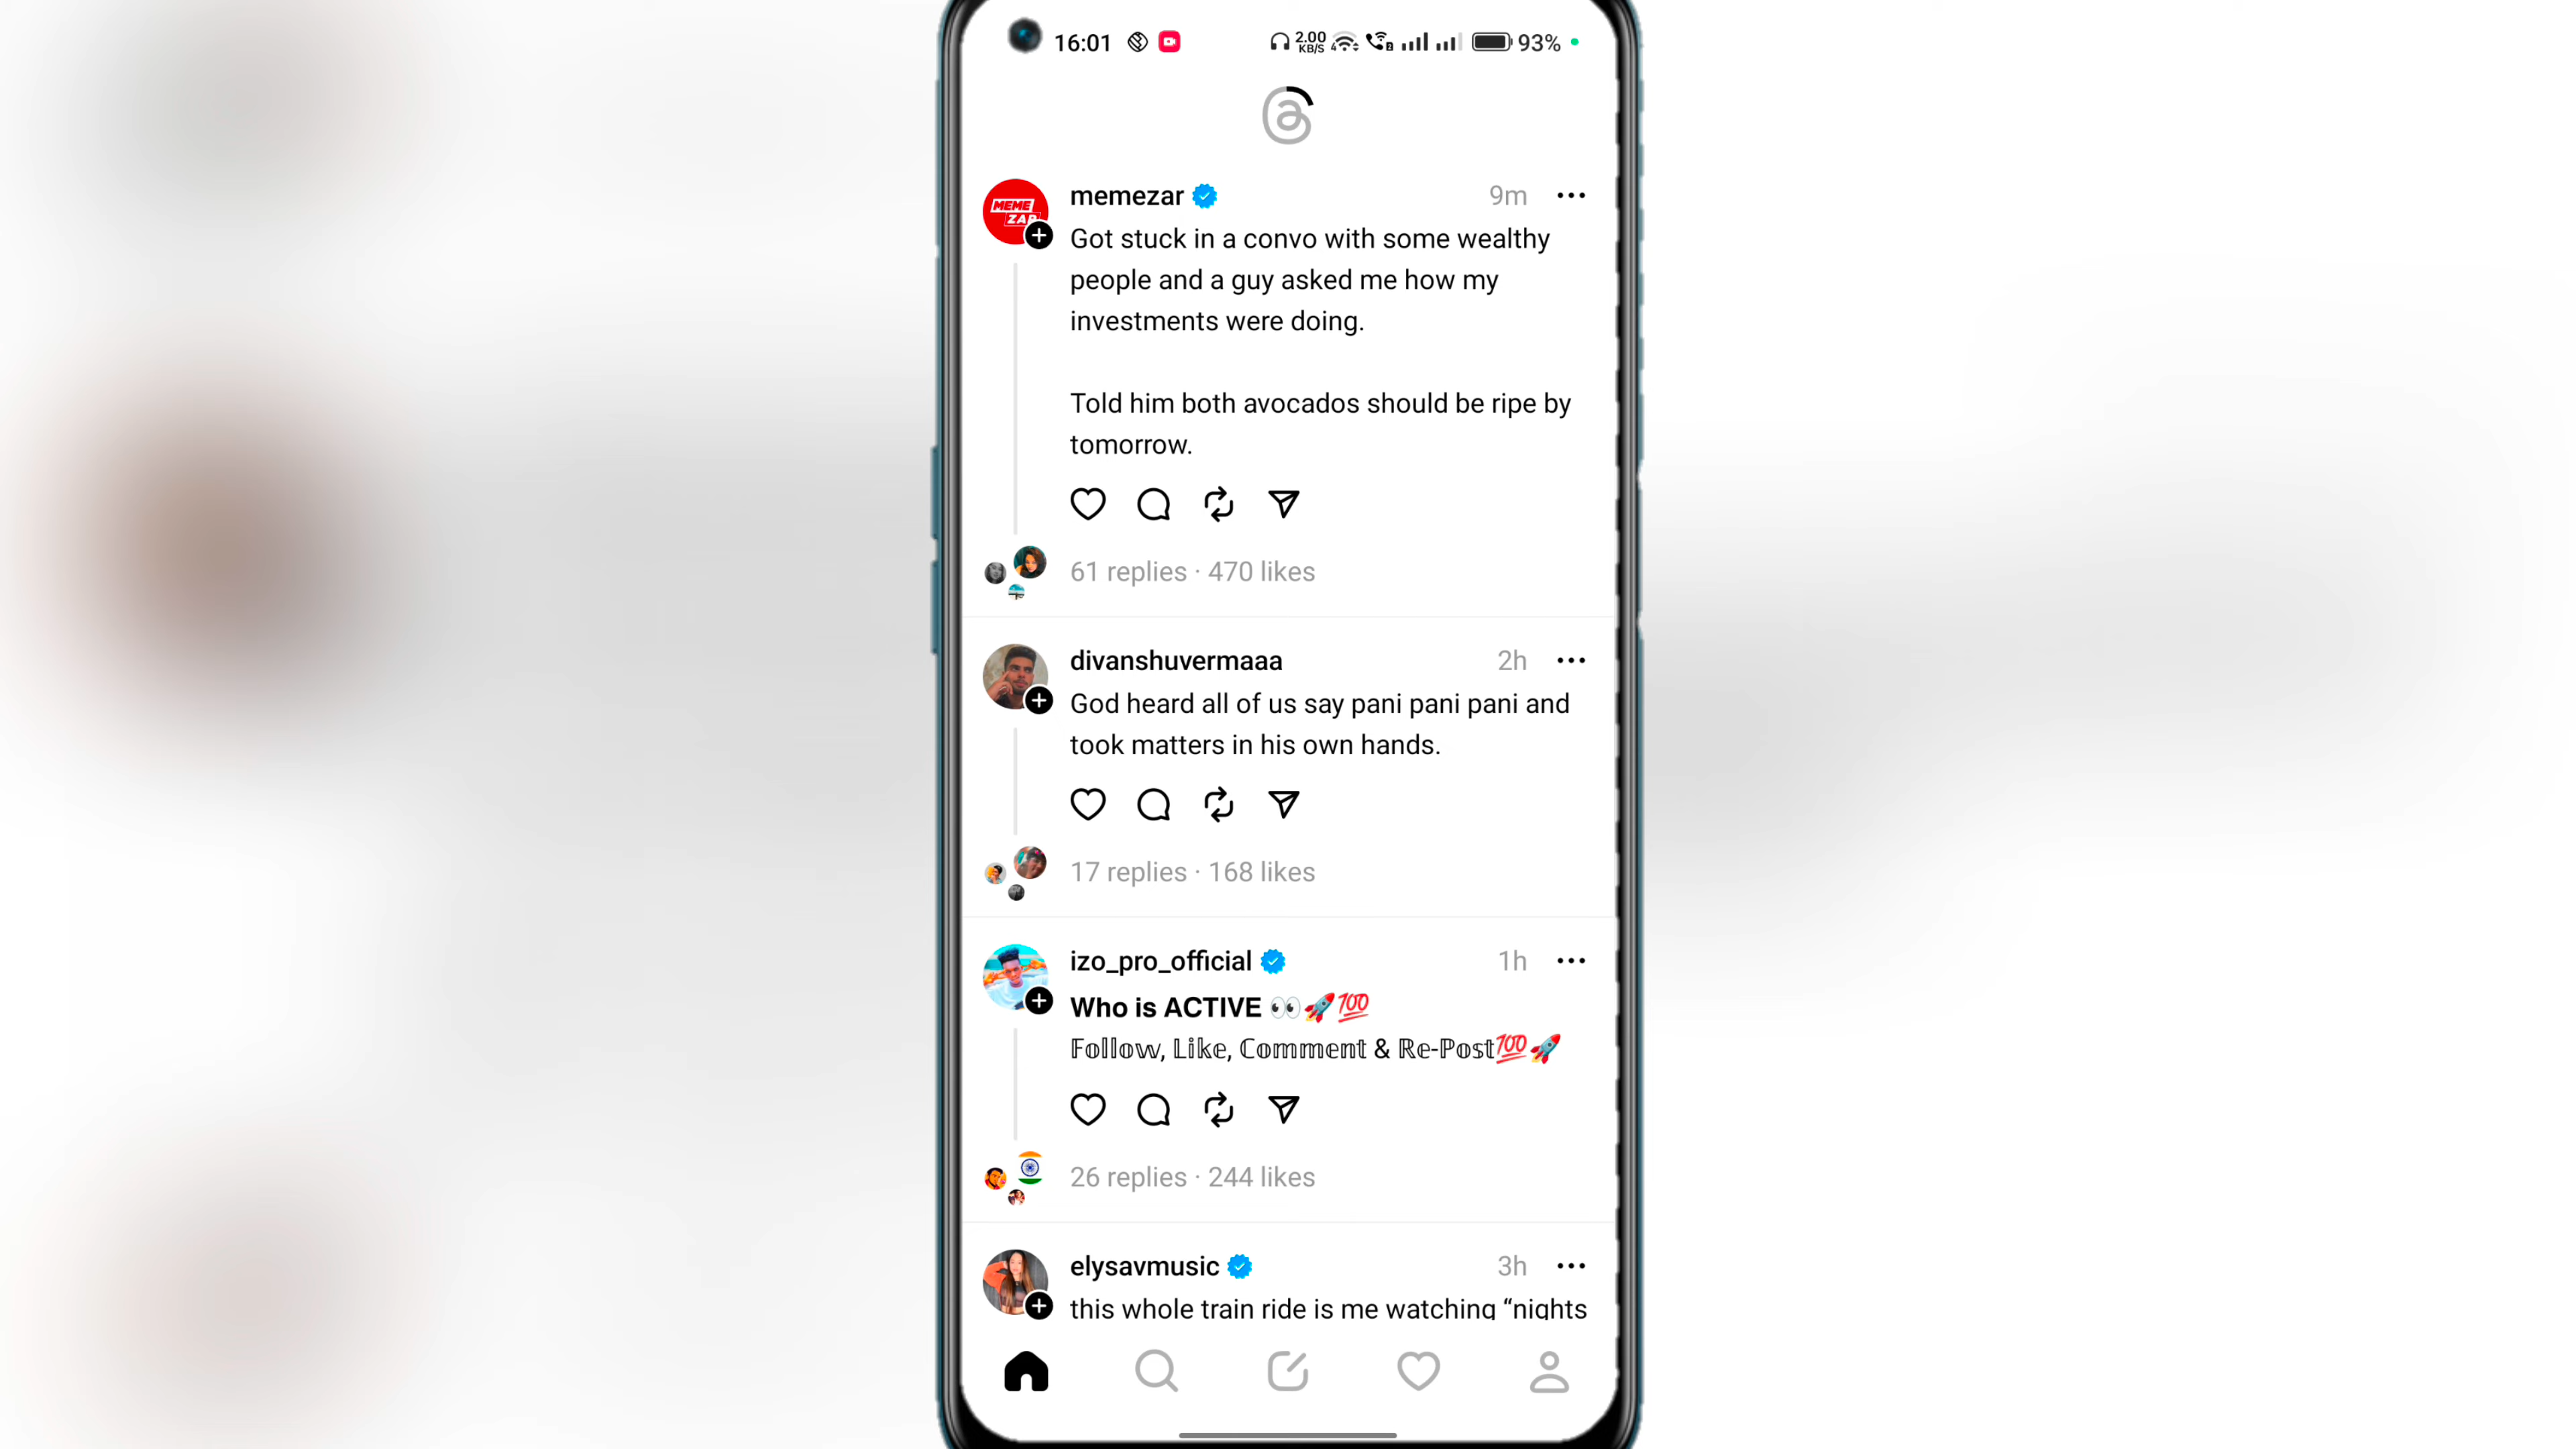 16:01 2.00 KB/S 93%
memezar 9m
MEME
ZAR
Got stuck in a convo with some wealthy
people and a guy asked me how my
investments were doing.
Told him both avocados should be ripe by
tomorrow.
61 replies · 470 likes
divanshuvermaaa 2h
God heard all of us say pani pani pani and
took matters in his own hands.
17 replies · 168 likes
izo_pro_official 1h
Who is ACTIVE 👀🚀💯
𝔽𝕠𝕝𝕝𝕠𝕨, 𝕃𝕚𝕜𝕖, ℂ𝕠𝕞𝕞𝕖𝕟𝕥 & ℝ𝕖-ℙ𝕠𝕤𝕥💯🚀
26 replies · 244 likes
elysavmusic 3h
this whole train ride is me watching “nights